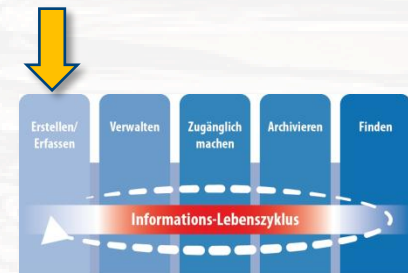 Erstellen/
Erfassen
Verwalten
Zugänglich
machen
Archivieren
Finden
Informations-Lebenszyklus